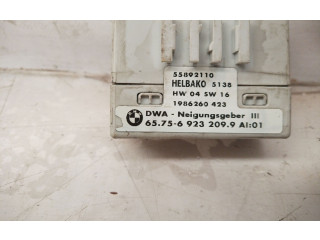 55892110
HELBAKO 5138
HW 04 SW 16
1986260 423
DWA - Neigungsgeber III
65.75-6 923 209.9 AI:01